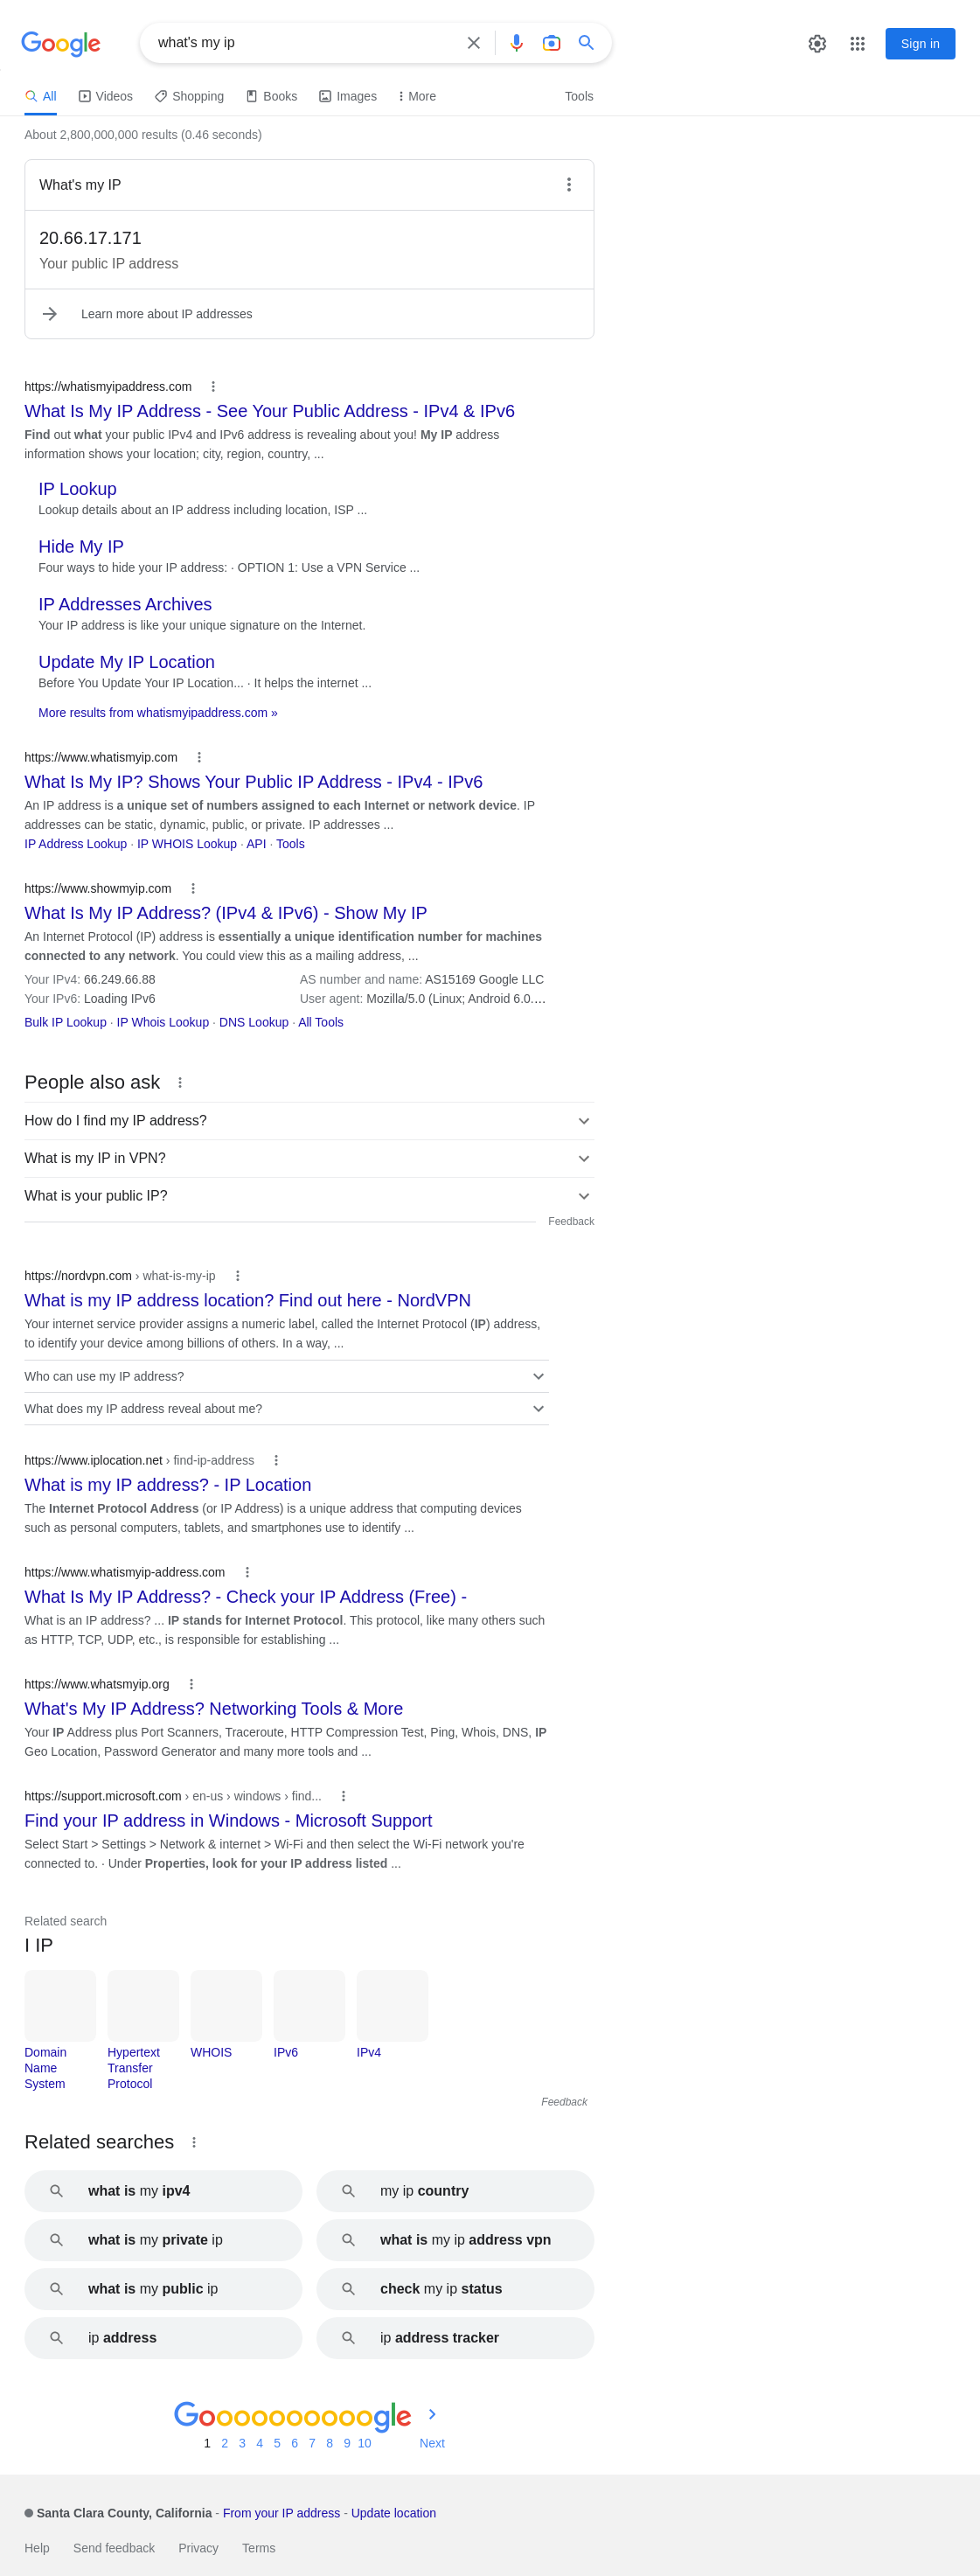 Google
what's my ip
Sign in
All
Videos
Shopping
Books
Images
More
Tools
About 2,800,000,000 results (0.46 seconds)
What's my IP
20.66.17.171
Your public IP address
Learn more about IP addresses
https://whatismyipaddress.com
What Is My IP Address - See Your Public Address - IPv4 & IPv6
Find out what your public IPv4 and IPv6 address is revealing about you! My IP address
information shows your location; city, region, country, ...
IP Lookup
Lookup details about an IP address including location, ISP ...
Hide My IP
Four ways to hide your IP address: · OPTION 1: Use a VPN Service ...
IP Addresses Archives
Your IP address is like your unique signature on the Internet.
Update My IP Location
Before You Update Your IP Location... · It helps the internet ...
More results from whatismyipaddress.com »
https://www.whatismyip.com
What Is My IP? Shows Your Public IP Address - IPv4 - IPv6
An IP address is a unique set of numbers assigned to each Internet or network device. IP
addresses can be static, dynamic, public, or private. IP addresses ...
IP Address Lookup · IP WHOIS Lookup · API · Tools
https://www.showmyip.com
What Is My IP Address? (IPv4 & IPv6) - Show My IP
An Internet Protocol (IP) address is essentially a unique identification number for machines
connected to any network. You could view this as a mailing address, ...
Your IPv4: 66.249.66.88
AS number and name: AS15169 Google LLC
Your IPv6: Loading IPv6
User agent: Mozilla/5.0 (Linux; Android 6.0....
Bulk IP Lookup · IP Whois Lookup · DNS Lookup · All Tools
People also ask
How do I find my IP address?
What is my IP in VPN?
What is your public IP?
Feedback
https://nordvpn.com › what-is-my-ip
What is my IP address location? Find out here - NordVPN
Your internet service provider assigns a numeric label, called the Internet Protocol (IP) address,
to identify your device among billions of others. In a way, ...
Who can use my IP address?
What does my IP address reveal about me?
https://www.iplocation.net › find-ip-address
What is my IP address? - IP Location
The Internet Protocol Address (or IP Address) is a unique address that computing devices
such as personal computers, tablets, and smartphones use to identify ...
https://www.whatismyip-address.com
What Is My IP Address? - Check your IP Address (Free) -
What is an IP address? ... IP stands for Internet Protocol. This protocol, like many others such
as HTTP, TCP, UDP, etc., is responsible for establishing ...
https://www.whatsmyip.org
What's My IP Address? Networking Tools & More
Your IP Address plus Port Scanners, Traceroute, HTTP Compression Test, Ping, Whois, DNS, IP
Geo Location, Password Generator and many more tools and ...
https://support.microsoft.com › en-us › windows › find...
Find your IP address in Windows - Microsoft Support
Select Start > Settings > Network & internet > Wi-Fi and then select the Wi-Fi network you're
connected to. · Under Properties, look for your IP address listed ...
Related search
I IP
Domain
Name
System
Hypertext
Transfer
Protocol
WHOIS
IPv6
IPv4
Feedback
Related searches
what is my ipv4
my ip country
what is my private ip
what is my ip address vpn
what is my public ip
check my ip status
ip address
ip address tracker
Goooooooooogle
1 2 3 4 5 6 7 8 9 10 Next
Santa Clara County, California - From your IP address - Update location
Help
Send feedback
Privacy
Terms